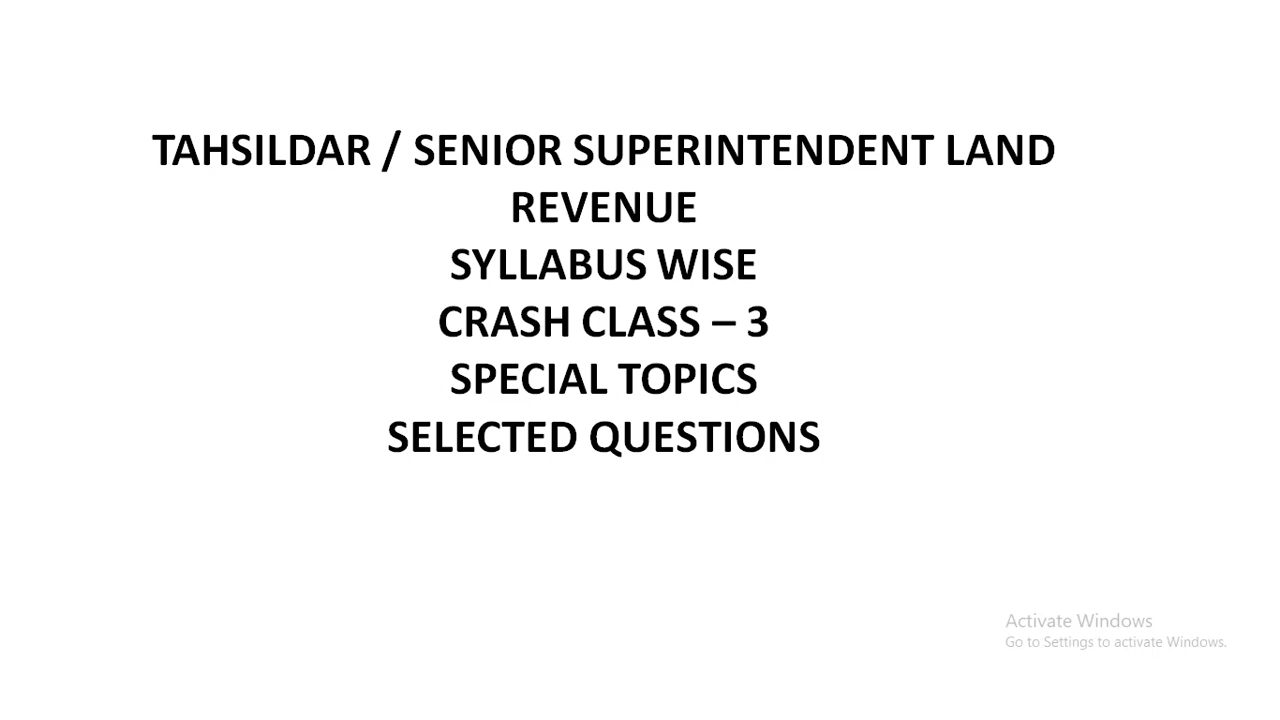 TAHSILDAR / SENIOR SUPERINTENDENT LAND
REVENUE
SYLLABUS WISE
CRASH CLASS – 3
SPECIAL TOPICS
SELECTED QUESTIONS
Activate Windows
Go to Settings to activate Windows.